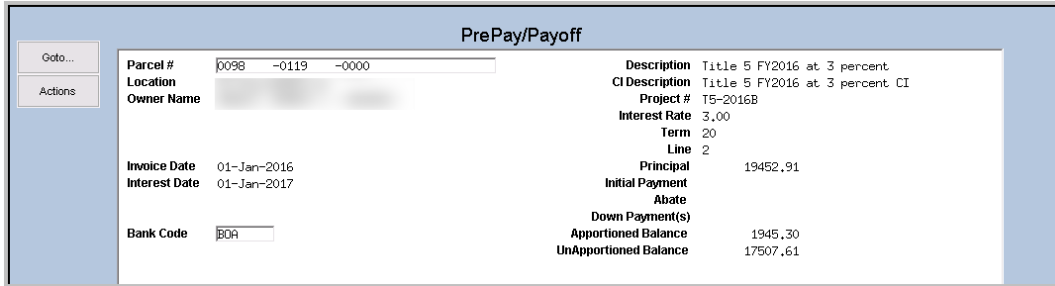 PrePay/Payoff
Goto...
Actions
Parcel # 0098 -0119 -0000 Description Title 5 FY2016 at 3 percent
Location CI Description Title 5 FY2016 at 3 percent CI
Owner Name Project # T5-2016B
Interest Rate 3.00
Term 20
Line 2
Invoice Date 01-Jan-2016 Principal 19452.91
Interest Date 01-Jan-2017 Initial Payment
Abate
Down Payment(s)
Bank Code BOA Apportioned Balance 1945.30
UnApportioned Balance 17507.61